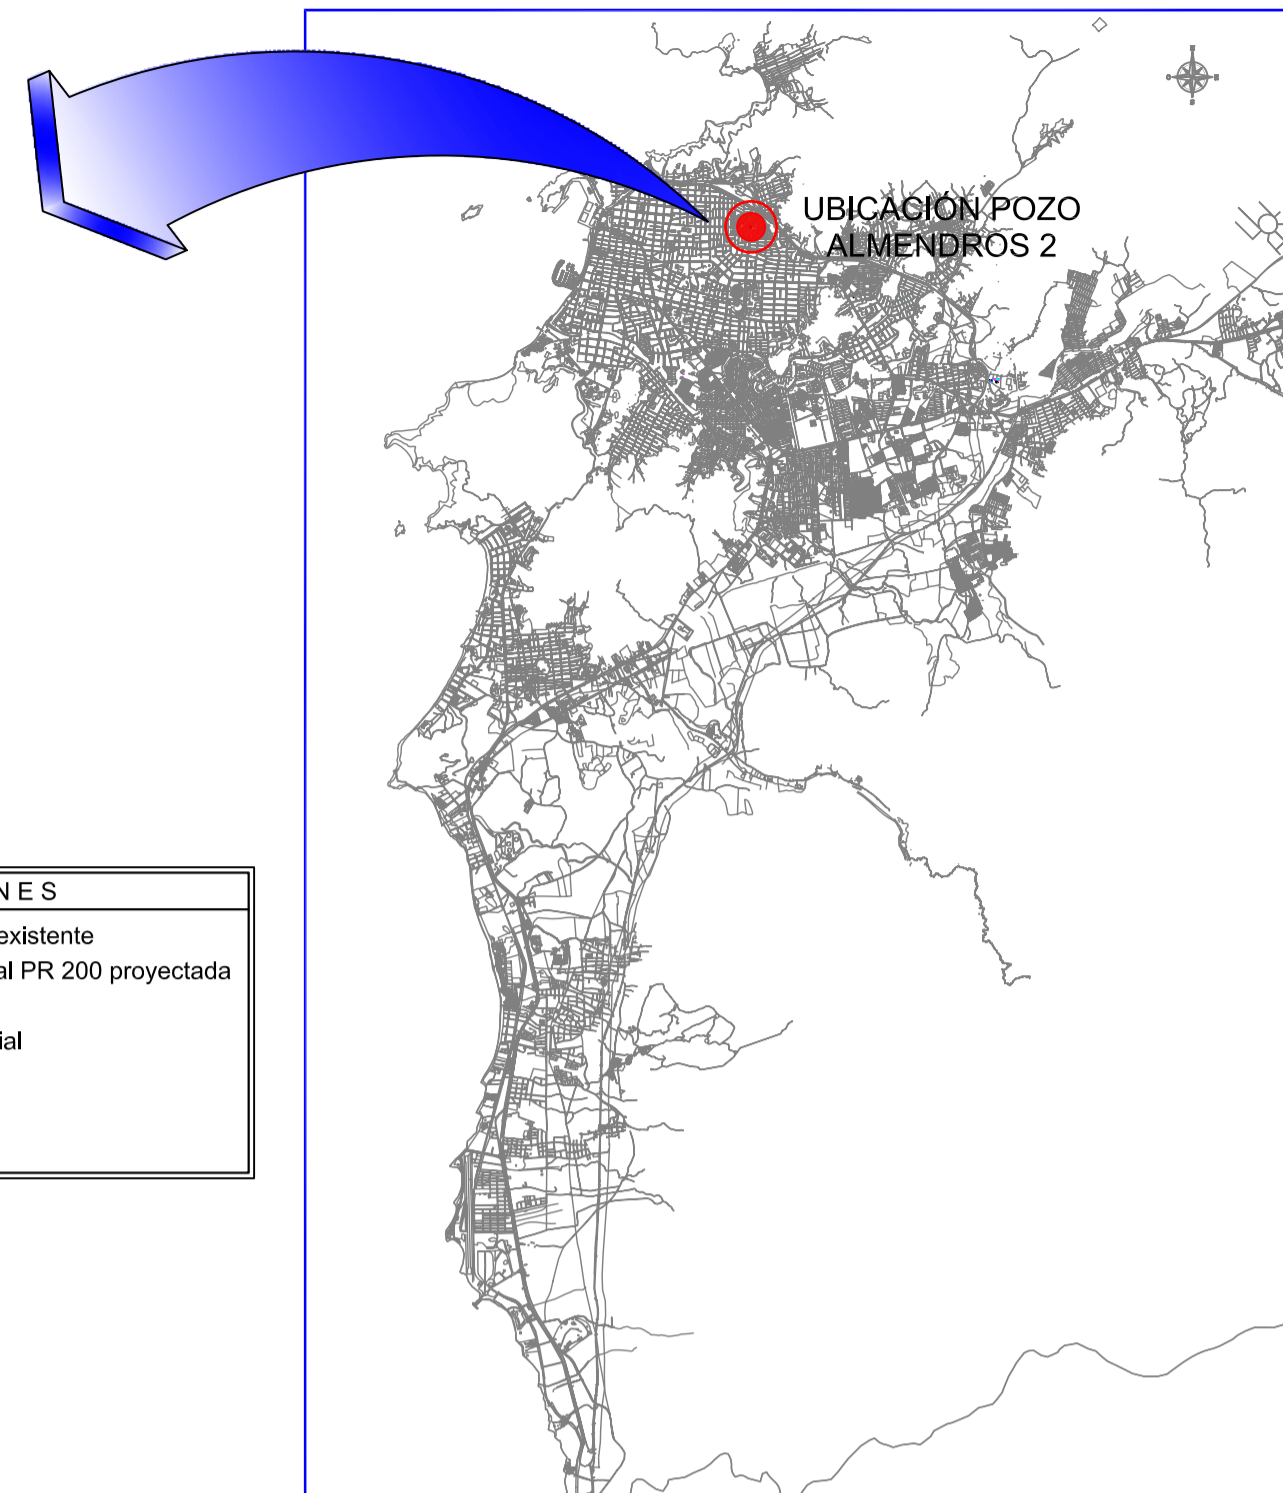 UBICACIÓN POZO
ALMENDROS 2
N E S
existente
al PR 200 proyectada
ial